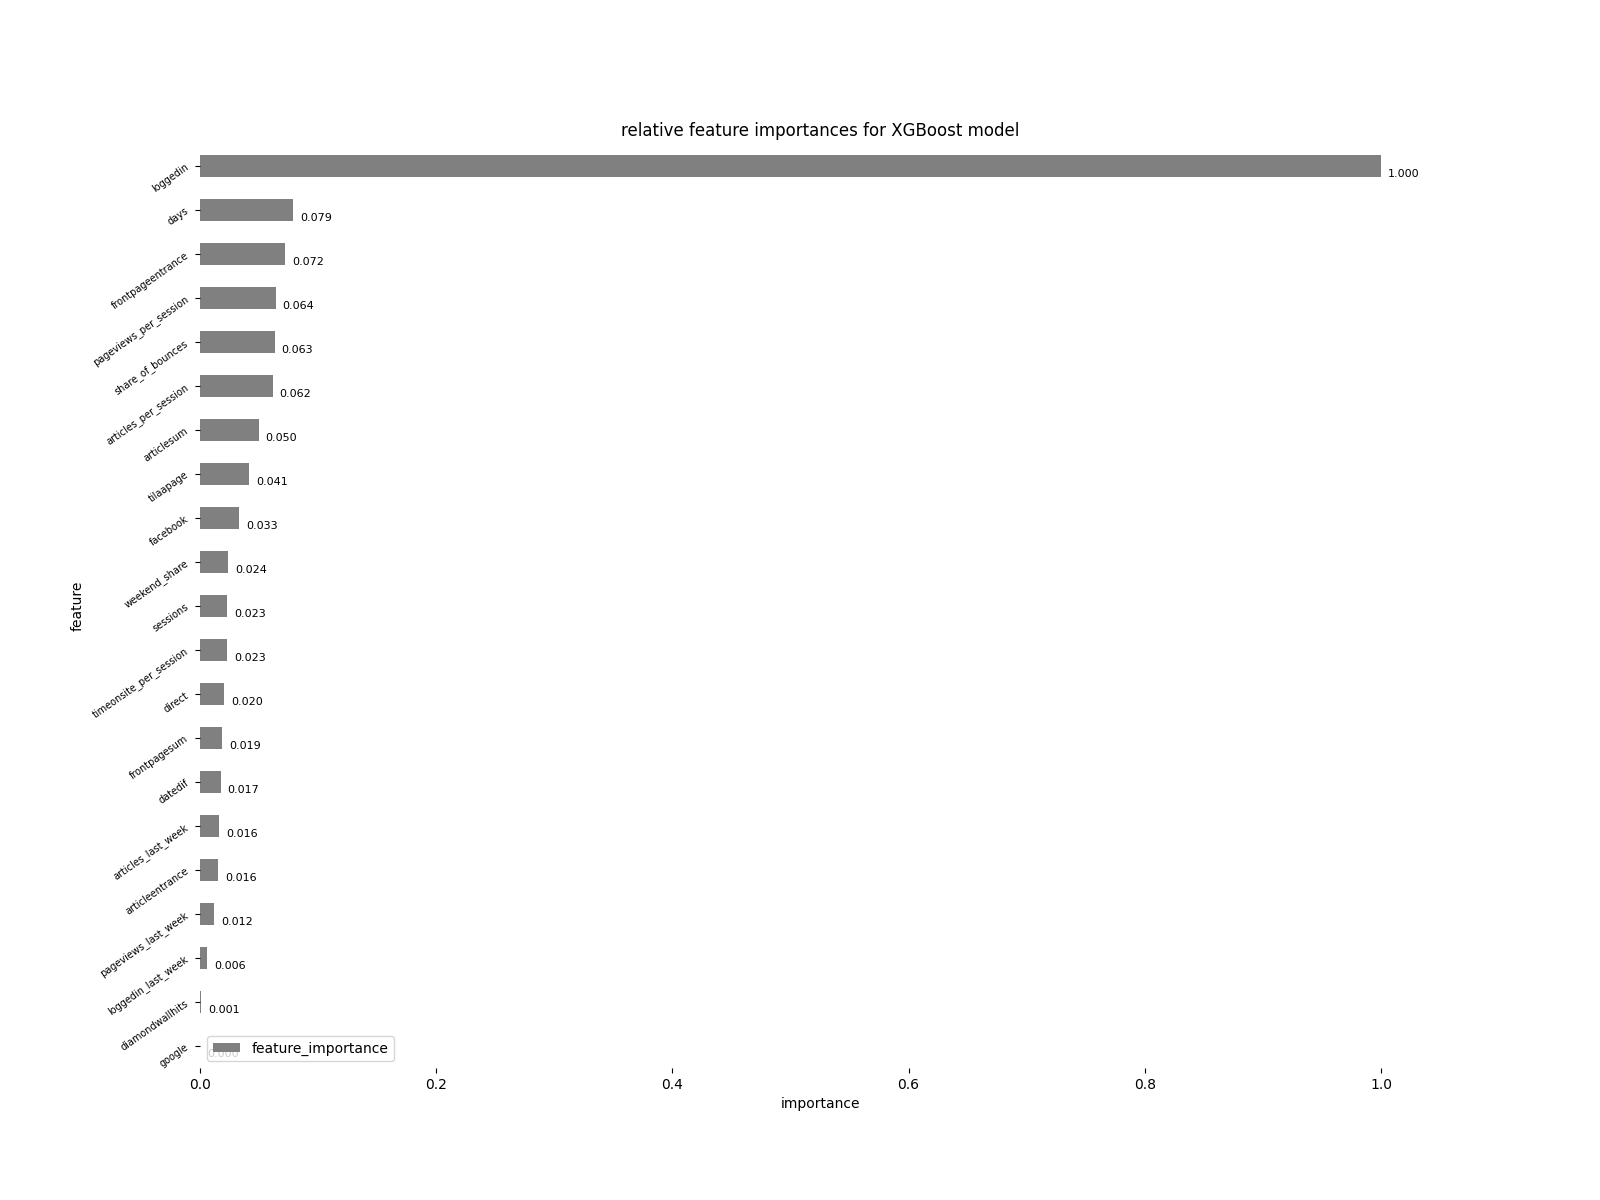 relative feature importances for XGBoost model
loggedin 1.000
days 0.079
frontpageentrance 0.072
pageviews_per_session 0.064
share_of_bounces 0.063
articles_per_session 0.062
articlesum 0.050
tilaapage 0.041
facebook 0.033
weekend_share 0.024
sessions 0.023
timeonsite_per_session 0.023
direct 0.020
frontpagesum 0.019
datedif 0.017
articles_last_week 0.016
articleentrance 0.016
pageviews_last_week 0.012
loggedin_last_week 0.006
diamondwallhits 0.001
google 0.000
feature_importance
feature
0.0 0.2 0.4 0.6 0.8 1.0
importance